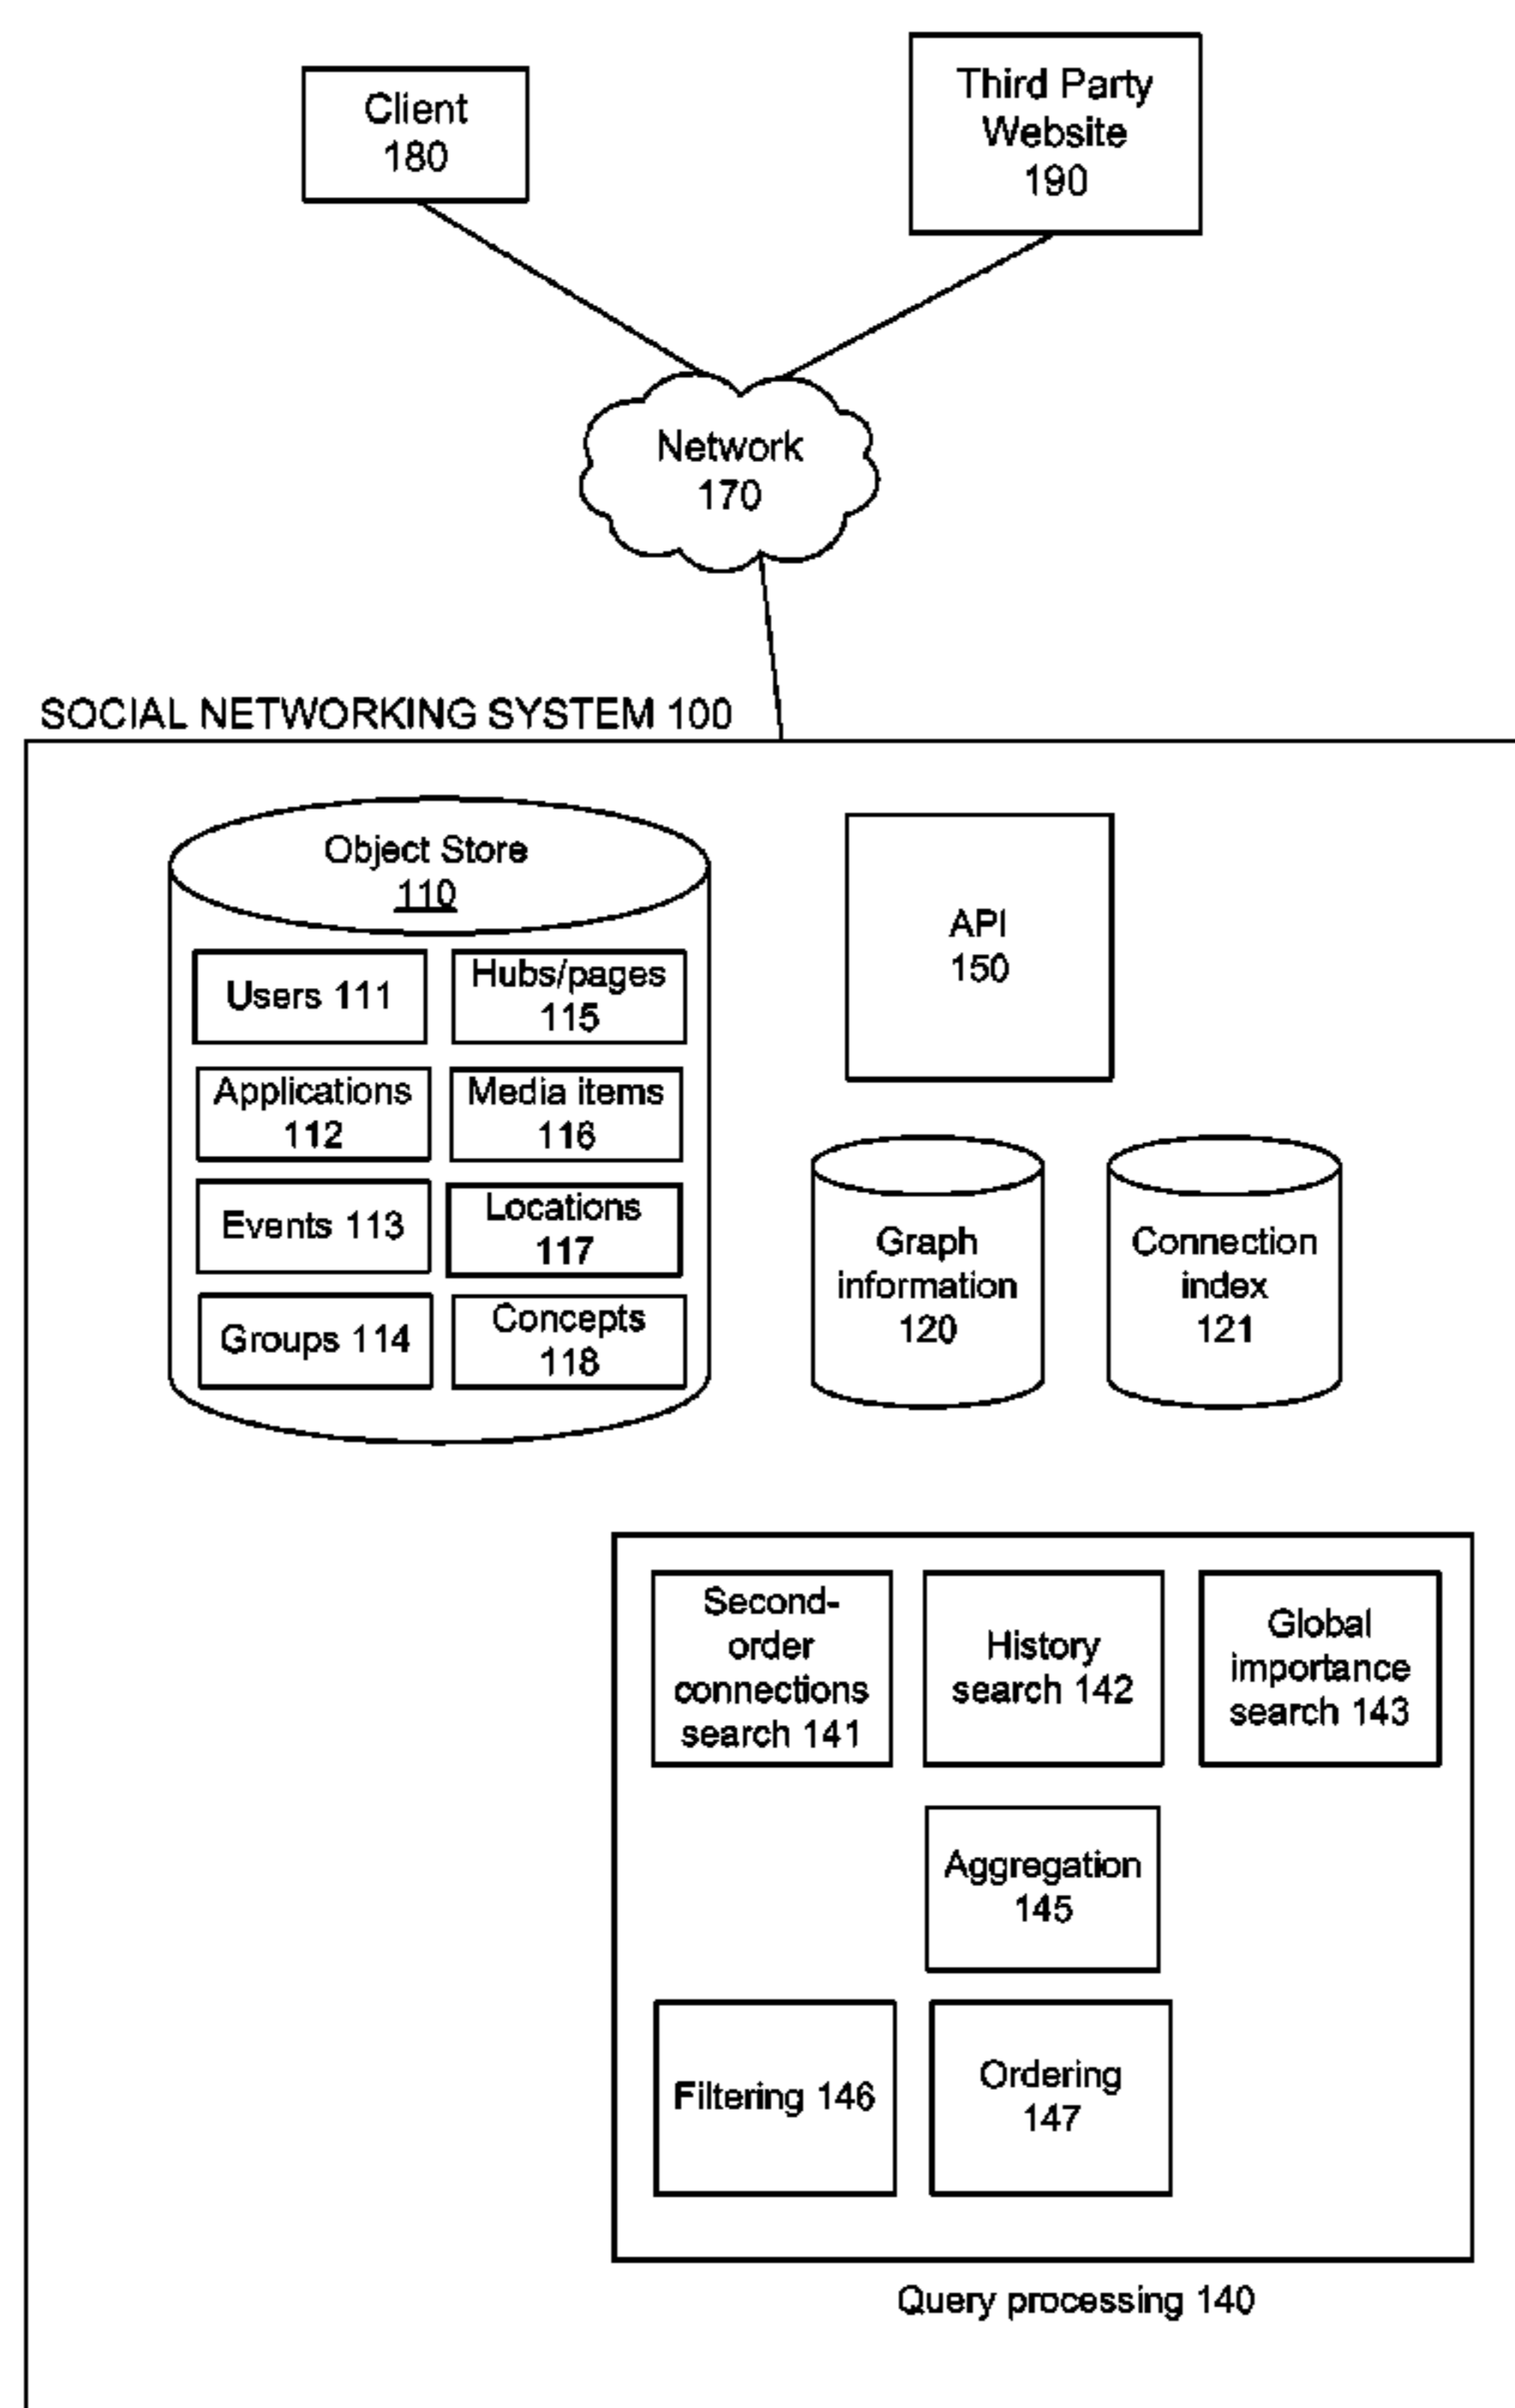 Client
180
Third Party
Website
190
Network
170
SOCIAL NETWORKING SYSTEM 100
Object Store
110
Users 111
Hubs/pages
115
Applications
112
Media items
116
Events 113
Locations
117
Groups 114
Concepts
118
API
150
Graph
information
120
Connection
index
121
Second-
order
connections
search 141
History
search 142
Global
importance
search 143
Aggregation
145
Filtering 146
Ordering
147
Query processing 140